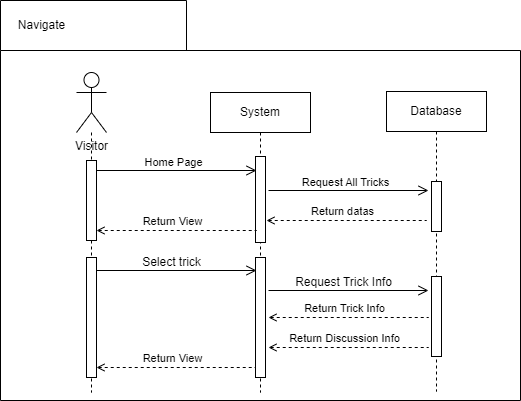 Navigate
System
Database
Visitor
Home Page
Request All Tricks
Return datas
Return View
Select trick
Request Trick Info
Return Trick Info
Return Discussion Info
Return View